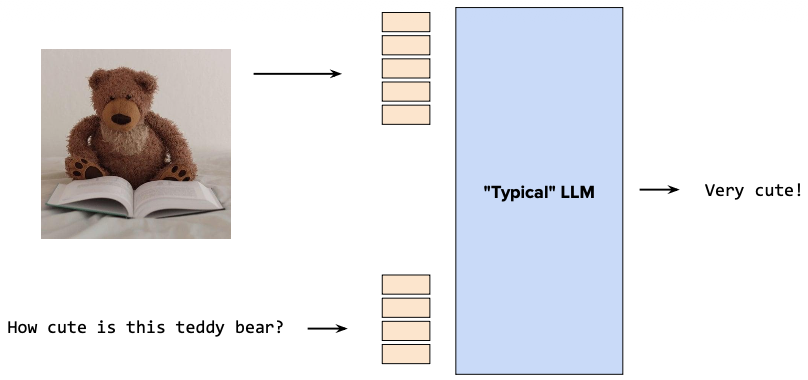 "Typical" LLM
Very cute!
How cute is this teddy bear?